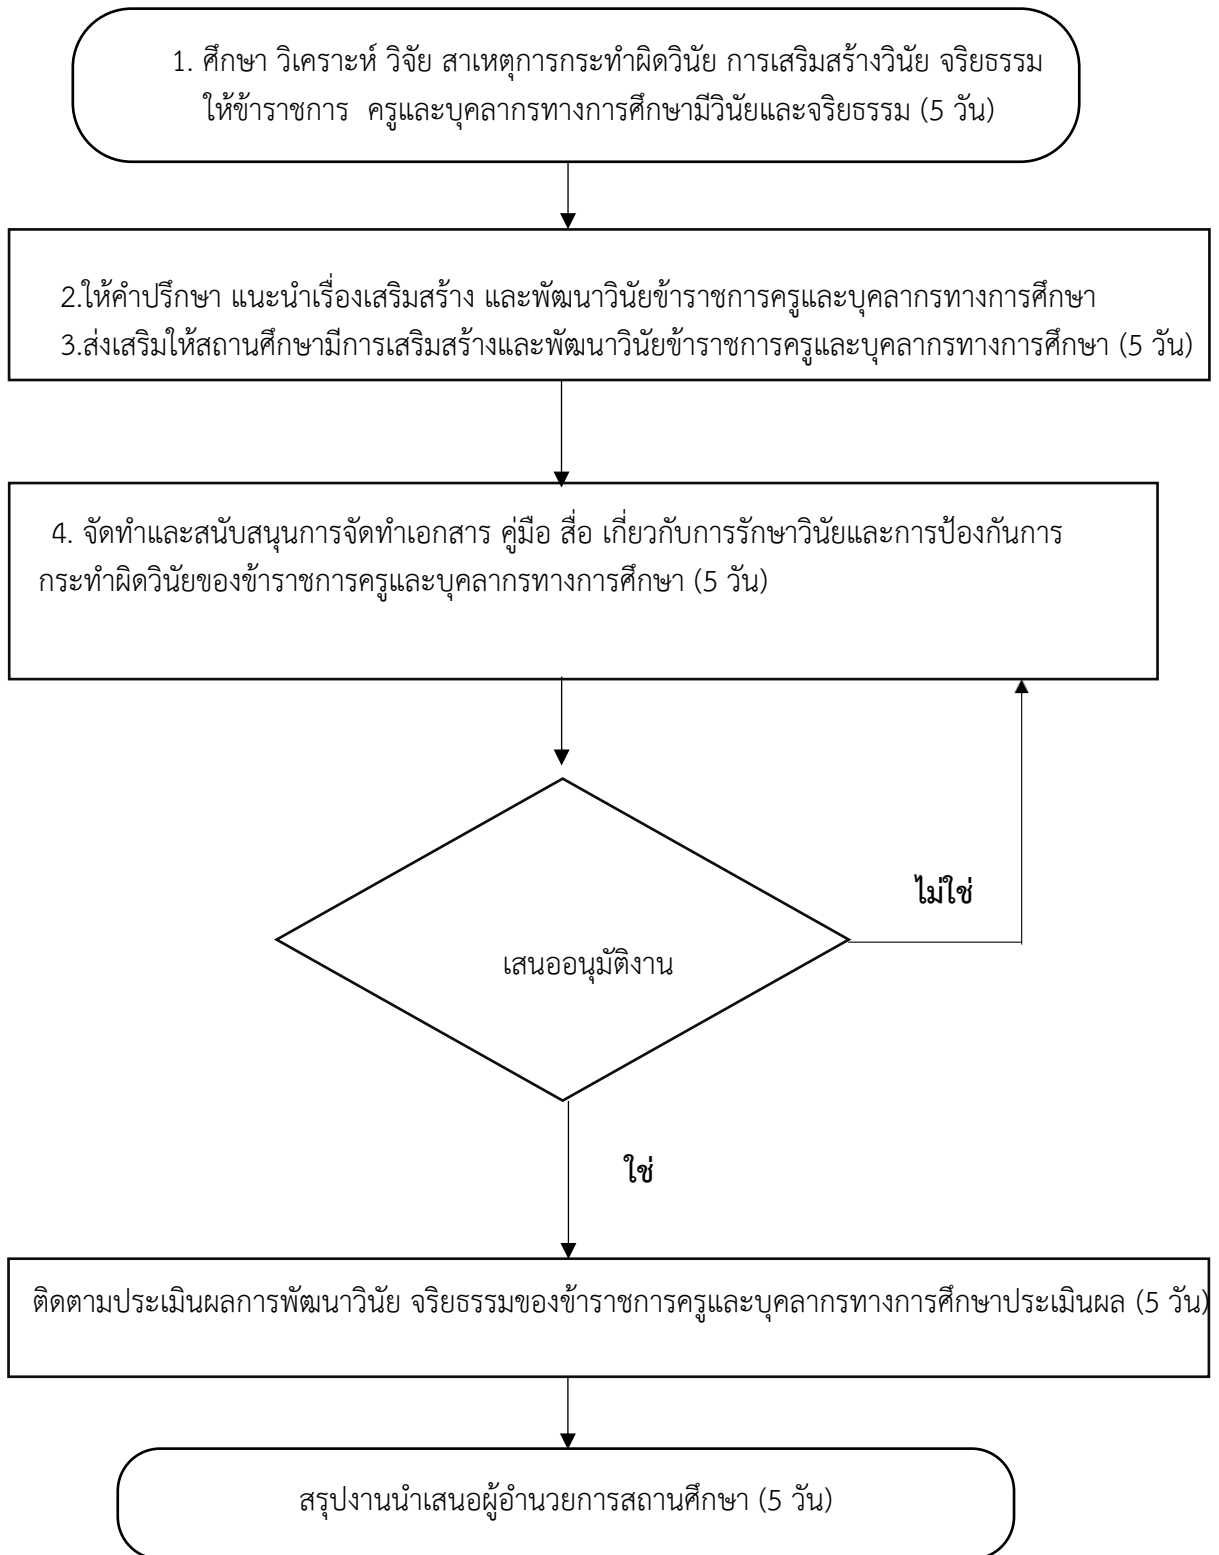 1. ศึกษา วิเคราะห์ วิจัย สาเหตุการกระทำผิดวินัย การเสริมสร้างวินัย จริยธรรม
ให้ข้าราชการ ครูและบุคลากรทางการศึกษามีวินัยและจริยธรรม (5 วัน)
2.ให้คำปรึกษา แนะนำเรื่องเสริมสร้าง และพัฒนาวินัยข้าราชการครูและบุคลากรทางการศึกษา
3.ส่งเสริมให้สถานศึกษามีการเสริมสร้างและพัฒนาวินัยข้าราชการครูและบุคลากรทางการศึกษา (5 วัน)
4. จัดทำและสนับสนุนการจัดทำเอกสาร คู่มือ สื่อ เกี่ยวกับการรักษาวินัยและการป้องกันการ
กระทำผิดวินัยของข้าราชการครูและบุคลากรทางการศึกษา (5 วัน)
ไม่ใช่
เสนออนุมัติงาน
ใช่
ติดตามประเมินผลการพัฒนาวินัย จริยธรรมของข้าราชการครูและบุคลากรทางการศึกษาประเมินผล (5 วัน)
สรุปงานนำเสนอผู้อำนวยการสถานศึกษา (5 วัน)